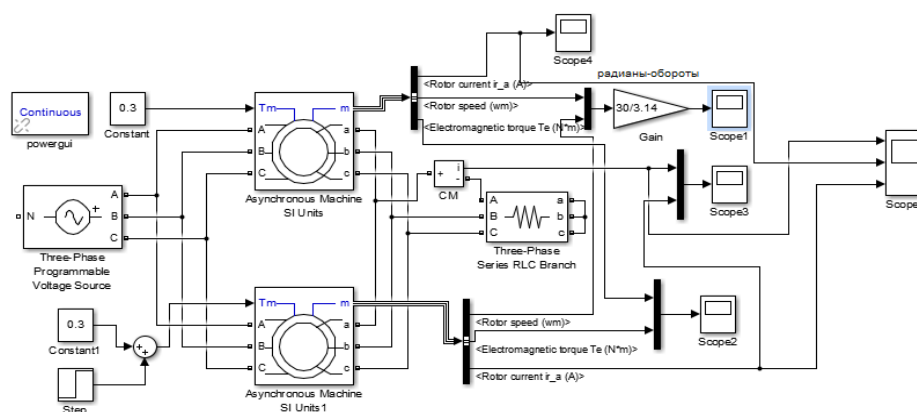 Scope4
радианы-обороты
<Rotor current ir_a (A)>
Continuous
powergui
0.3
Constant
Tm
m
A
B
C
a
b
c
Asynchronous Machine
SI Units
<Rotor speed (wm)>
<Electromagnetic torque Te (N*m)>
30/3.14
Gain
Scope1
Scope
+
i
-
CM
Scope3
N
+
A
B
C
Three-Phase
Programmable
Voltage Source
A
B
C
a
b
c
Three-Phase
Series RLC Branch
0.3
Constant1
+
+
Step
Tm
m
A
B
C
a
b
c
Asynchronous Machine
SI Units1
<Rotor speed (wm)>
<Electromagnetic torque Te (N*m)>
<Rotor current ir_a (A)>
Scope2